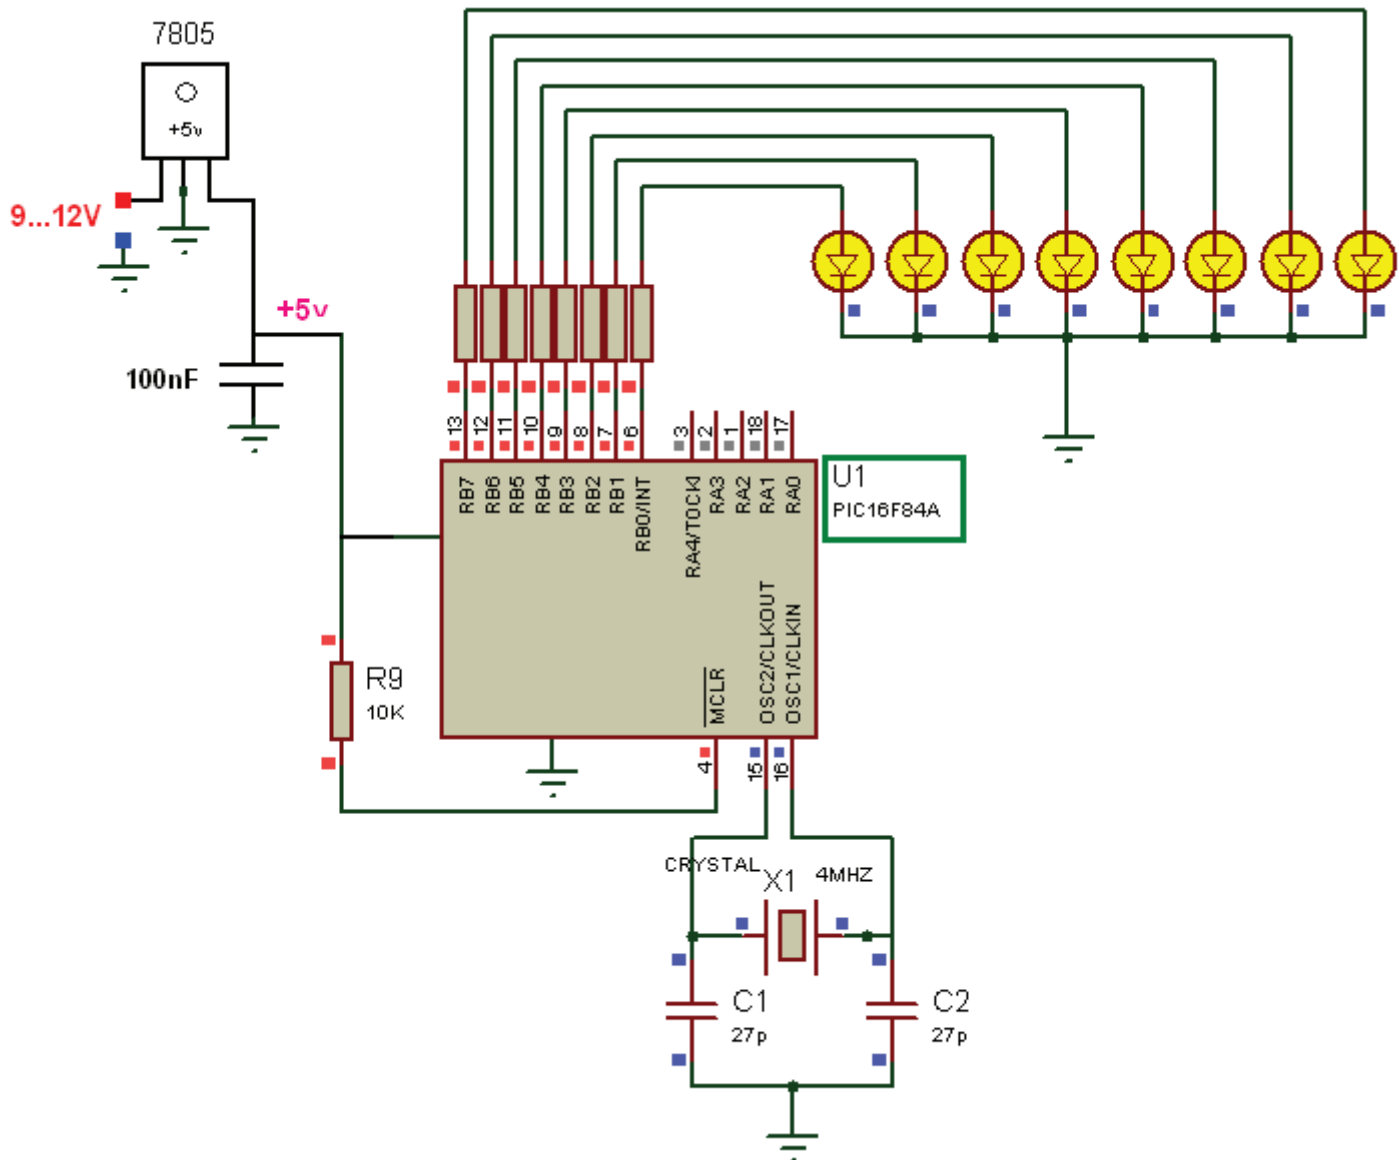 7805
+5v
9...12V
+5v
100nF
13
12
11
10
9
8
7
6
3
2
1
18
17
RB7
RB6
RB5
RB4
RB3
RB2
RB1
RB0/INT
RA4/TOCKI
RA3
RA2
RA1
RA0
U1
PIC16F84A
R9
10K
MCLR
OSC2/CLKOUT
OSC1/CLKIN
4
15
16
CRYSTAL
X1
4MHZ
C1
27p
C2
27p